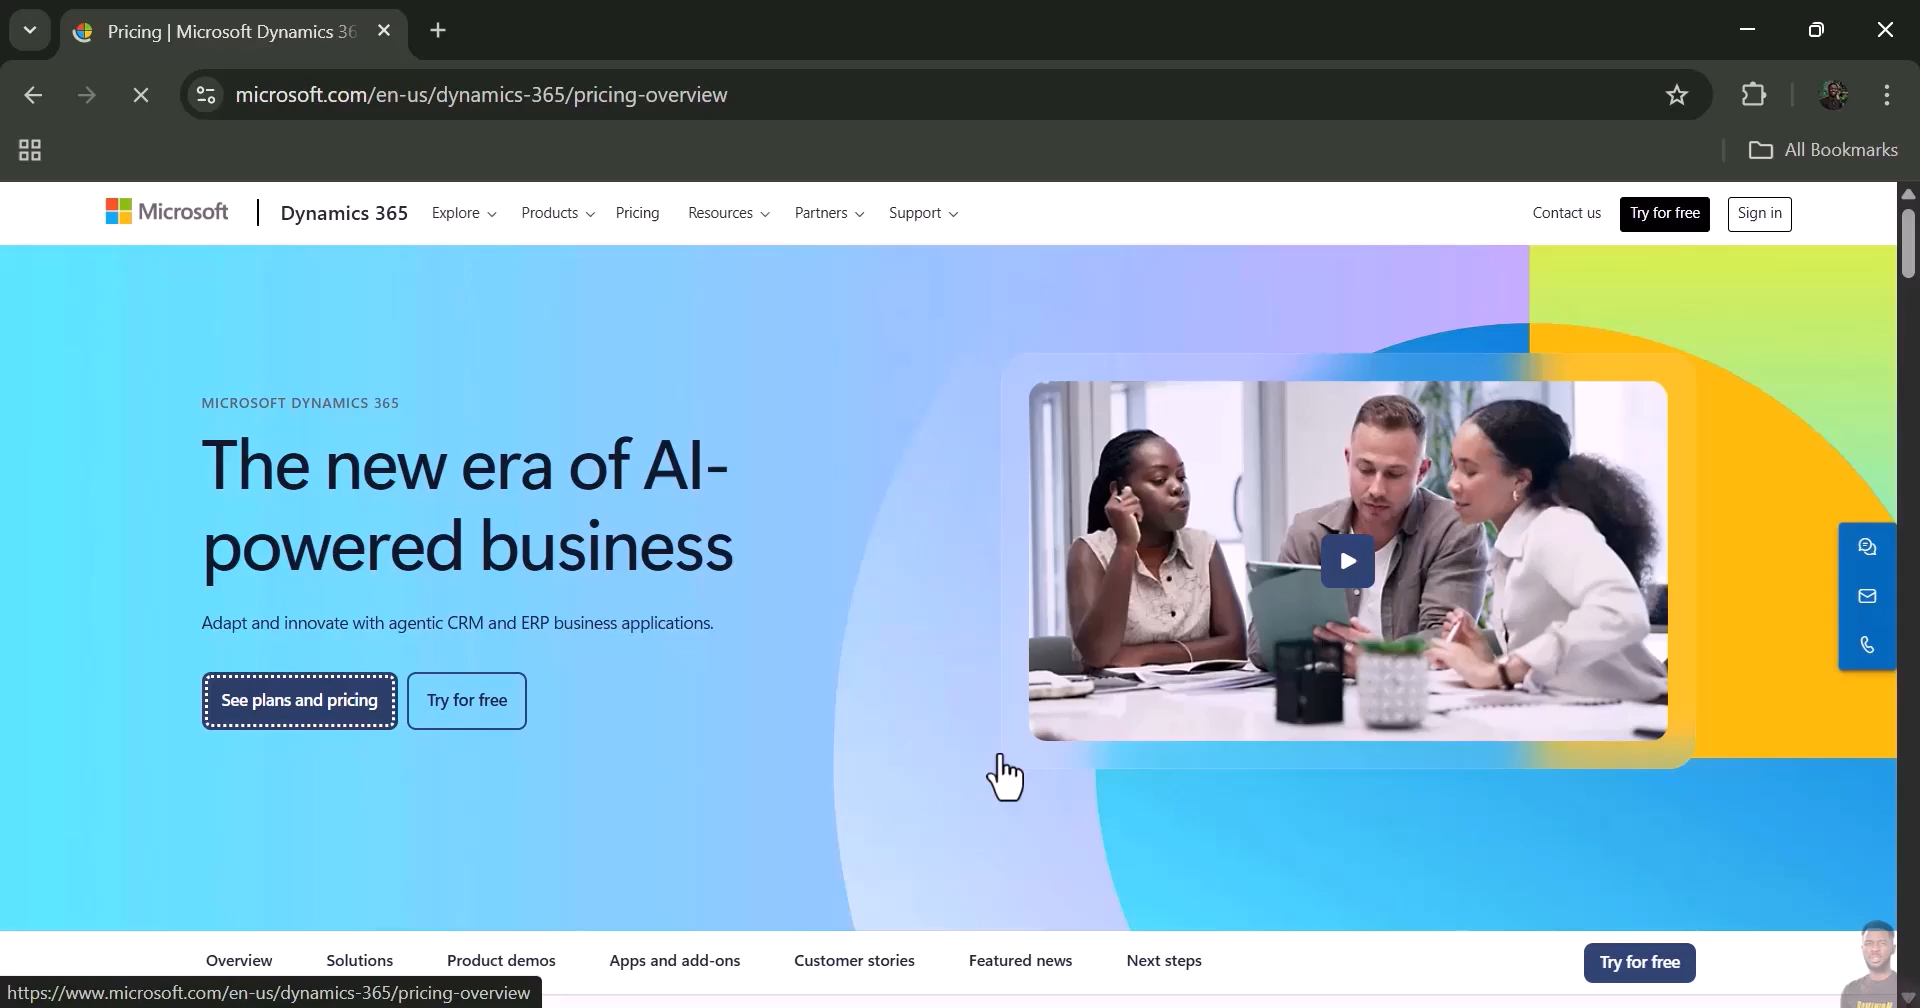 Pricing | Microsoft Dynamics 36
microsoft.com/en-us/dynamics-365/pricing-overview
All Bookmarks
Microsoft
Dynamics 365
Explore
Products
Pricing
Resources
Partners
Support
Contact us
Try for free
Sign in
MICROSOFT DYNAMICS 365
The new era of AI-
powered business
Adapt and innovate with agentic CRM and ERP business applications.
See plans and pricing
Try for free
Overview
Solutions
Product demos
Apps and add-ons
Customer stories
Featured news
Next steps
Try for free
https://www.microsoft.com/en-us/dynamics-365/pricing-overview